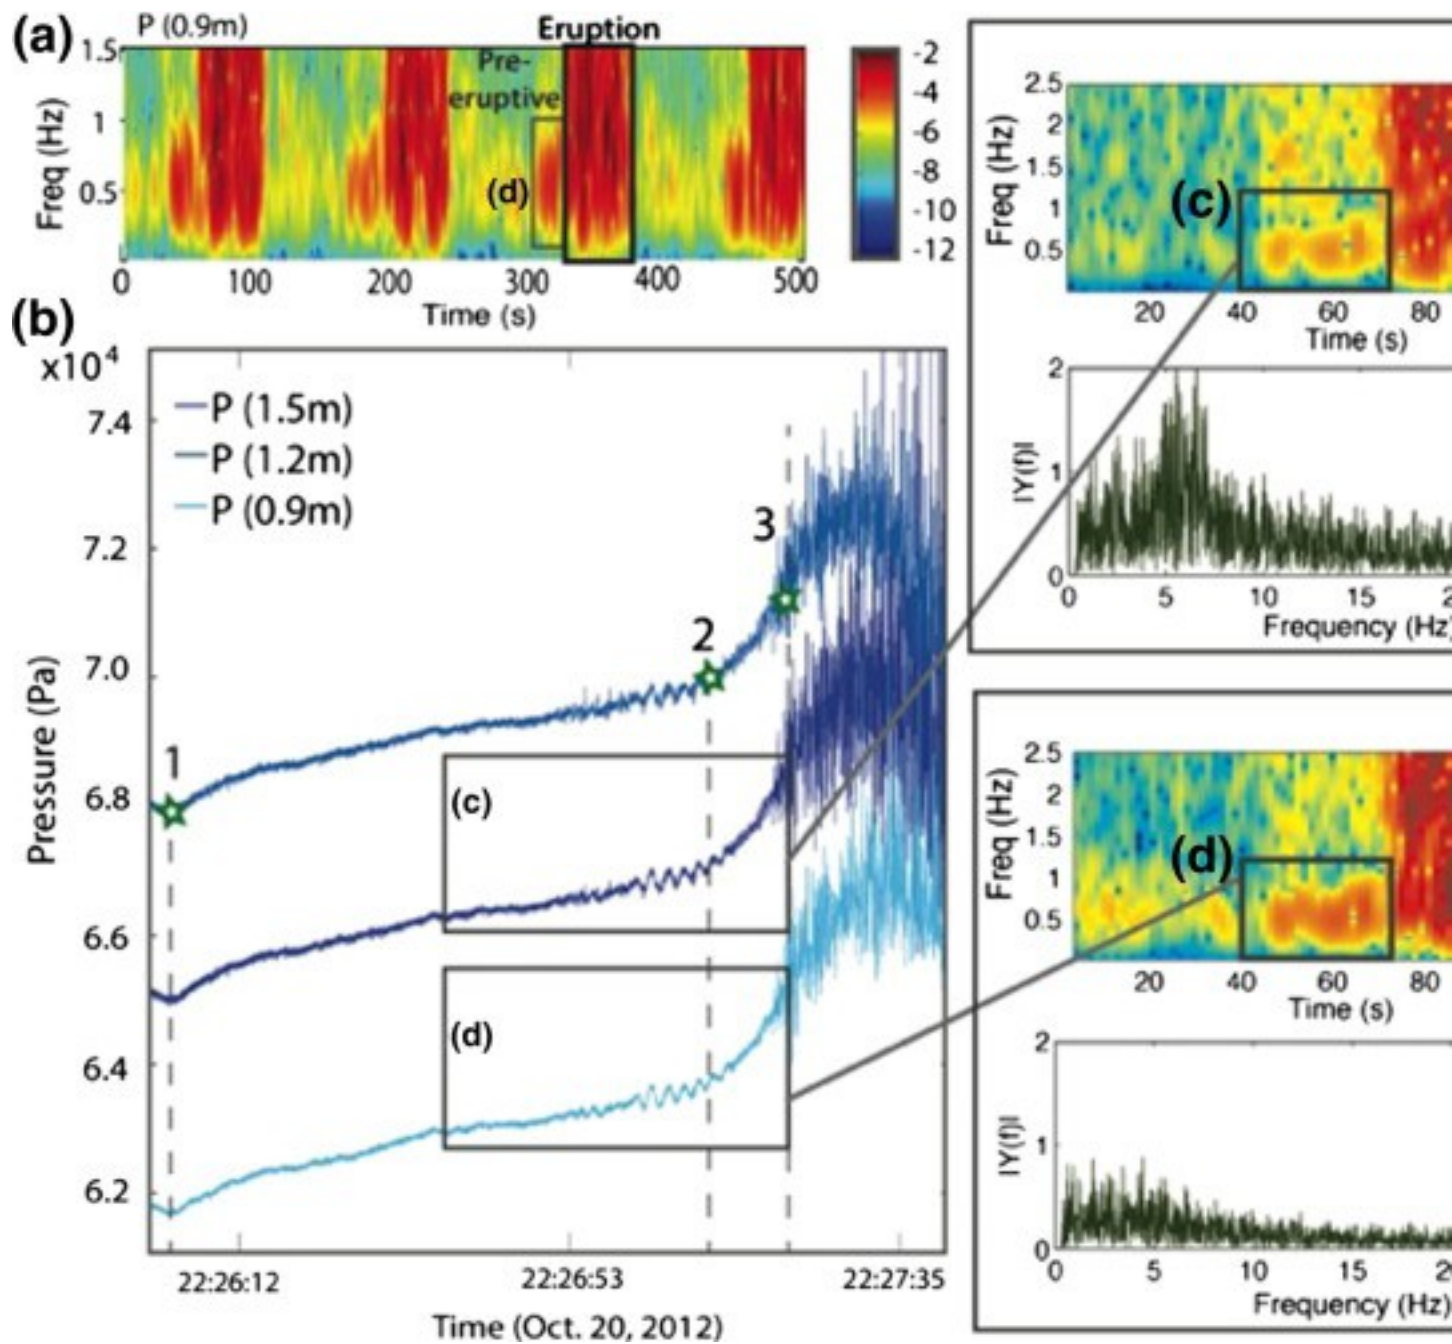 (a)
P (0.9m)
Eruption
Pre-
eruptive
(d)
1.5
1
0.5
Freq (Hz)
0 100 200 300 400 500
Time (s)
-2
-4
-6
-8
-10
-12
(b)
x10⁴
P (1.5m)
P (1.2m)
P (0.9m)
7.4
7.2
7.0
6.8
6.6
6.4
6.2
Pressure (Pa)
1
2
3
(c)
(d)
22:26:12 22:26:53 22:27:35
Time (Oct. 20, 2012)
2.5
2
1.5
1
0.5
Freq (Hz)
(c)
20 40 60 80
Time (s)
2
1
0
|Y(f)|
0 5 10 15
Frequency (Hz)
2.5
2
1.5
1
0.5
Freq (Hz)
(d)
20 40 60 80
Time (s)
2
1
0
|Y(f)|
0 5 10 15
Frequency (Hz)